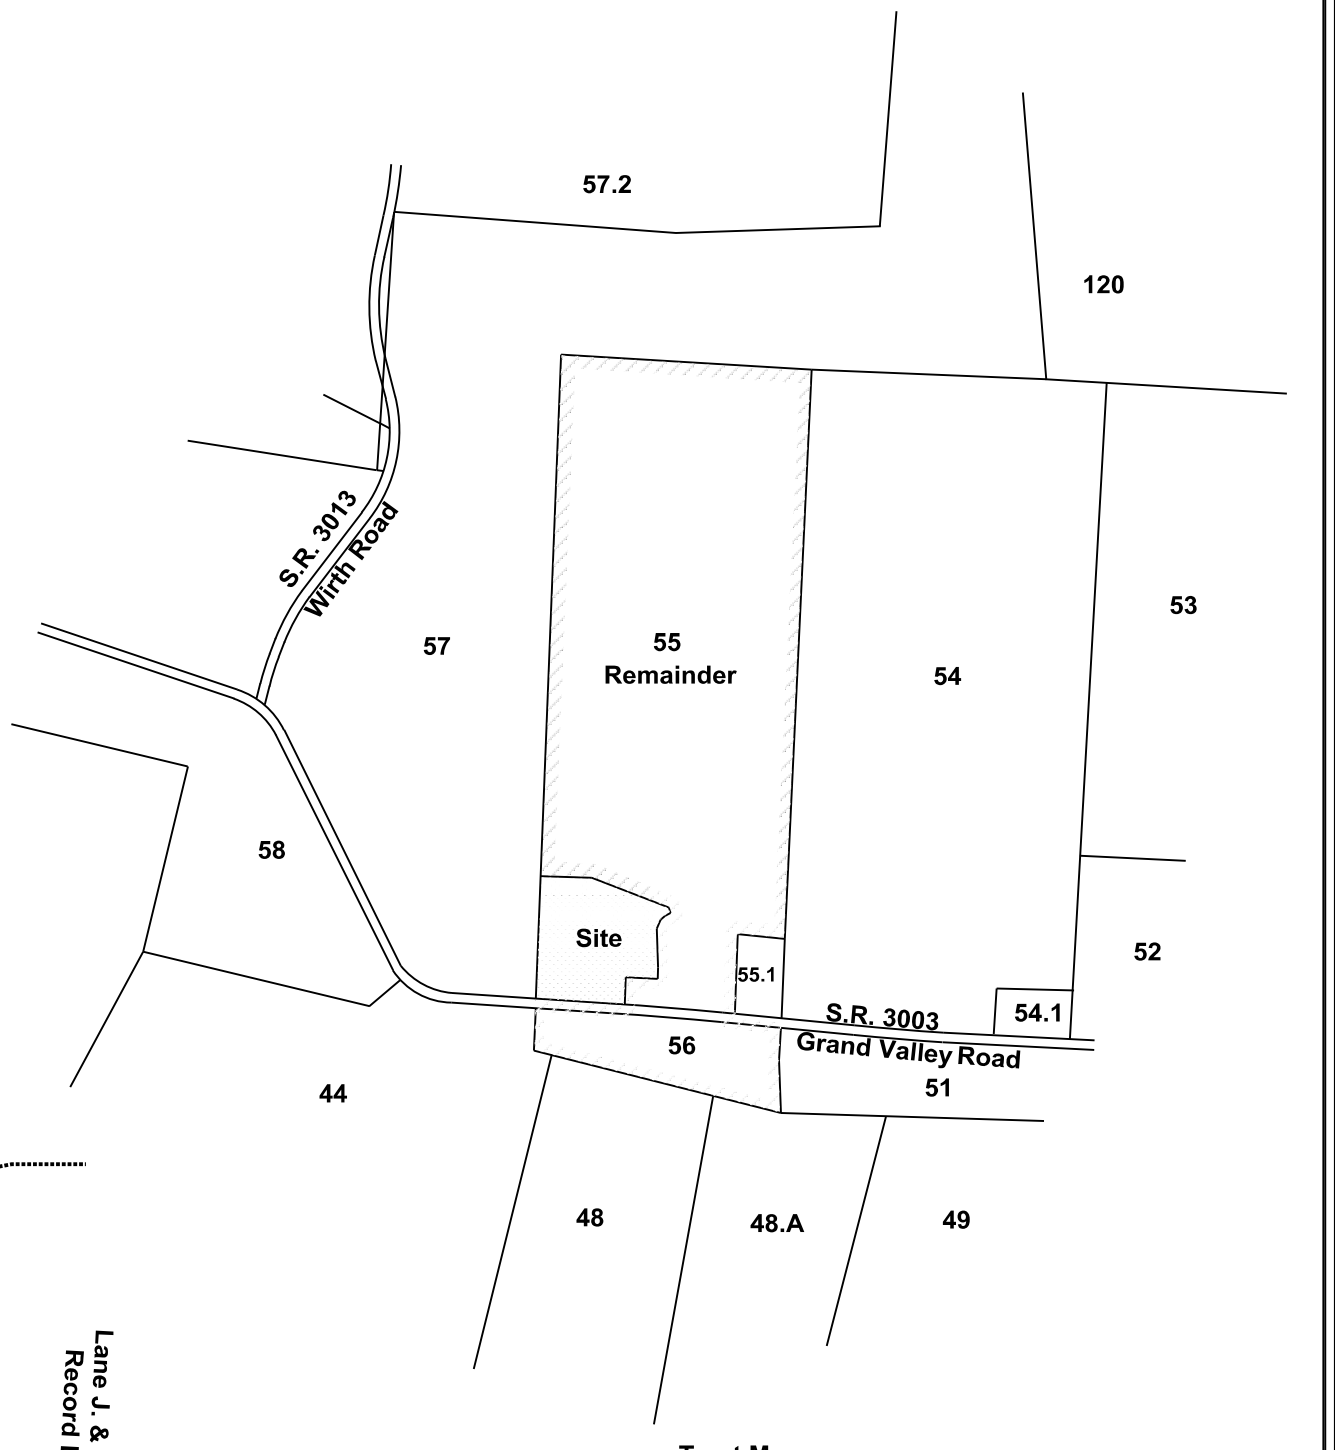 57.2
120
S.R. 3013
Wirth Road
53
57
55
Remainder
54
58
Site
52
55.1
54.1
S.R. 3003
Grand Valley Road
56
51
44
48
48.A
49
Lane J. &
Record